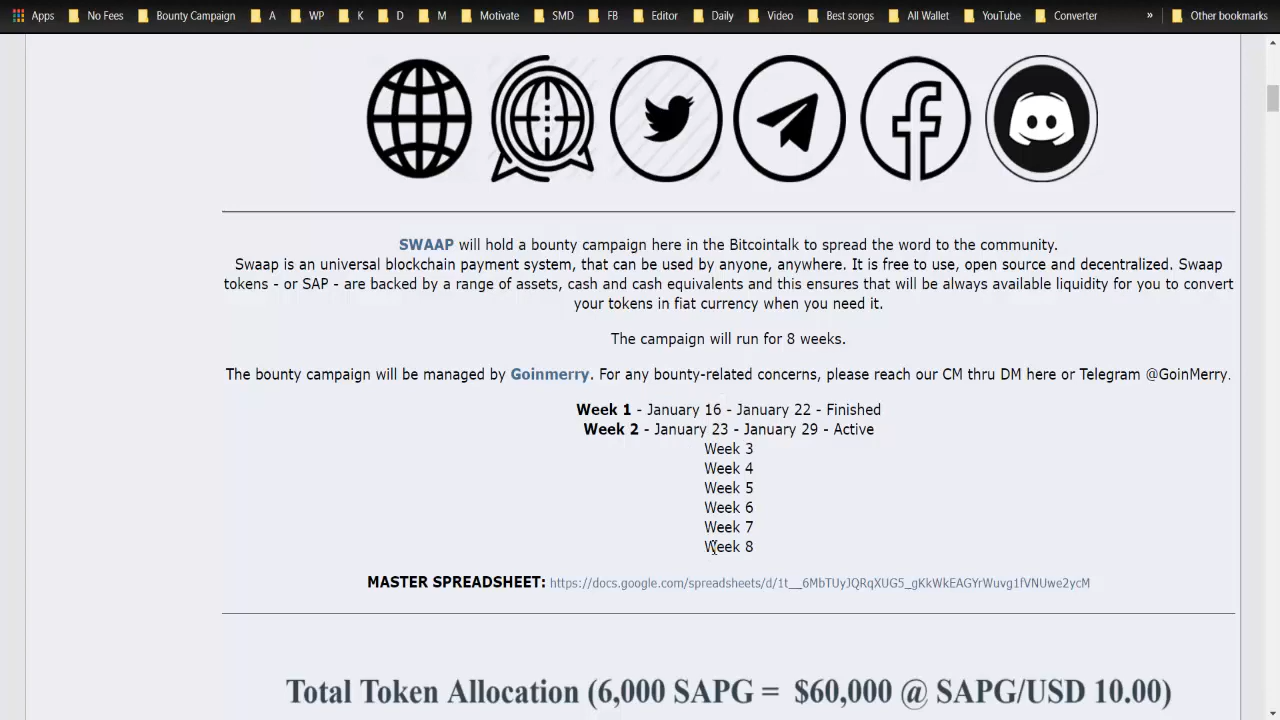 Apps No Fees Bounty Campaign A WP K D M Motivate SMD FB Editor Daily Video Best songs All Wallet YouTube Converter » Other bookmarks
SWAAP will hold a bounty campaign here in the Bitcointalk to spread the word to the community.
Swaap is an universal blockchain payment system, that can be used by anyone, anywhere. It is free to use, open source and decentralized. Swaap
tokens - or SAP - are backed by a range of assets, cash and cash equivalents and this ensures that will be always available liquidity for you to convert
your tokens in fiat currency when you need it.
The campaign will run for 8 weeks.
The bounty campaign will be managed by Goinmerry. For any bounty-related concerns, please reach our CM thru DM here or Telegram @GoinMerry.
Week 1 - January 16 - January 22 - Finished
Week 2 - January 23 - January 29 - Active
Week 3
Week 4
Week 5
Week 6
Week 7
Week 8
MASTER SPREADSHEET: https://docs.google.com/spreadsheets/d/1t__6MbTUyJQRqXUG5_gKkWkEAGYrWuvg1fVNUwe2ycM
Total Token Allocation (6,000 SAPG = $60,000 @ SAPG/USD 10.00)